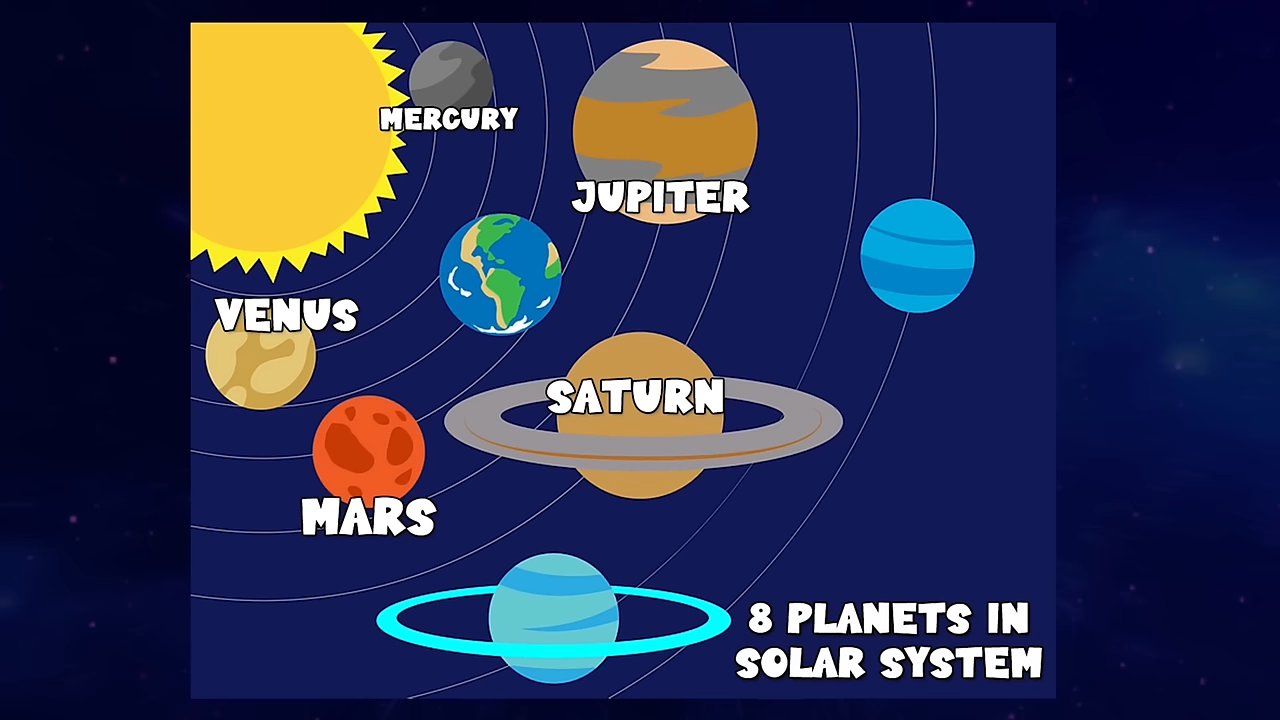 MERCURY
JUPITER
VENUS
SATURN
MARS
8 PLANETS IN
SOLAR SYSTEM